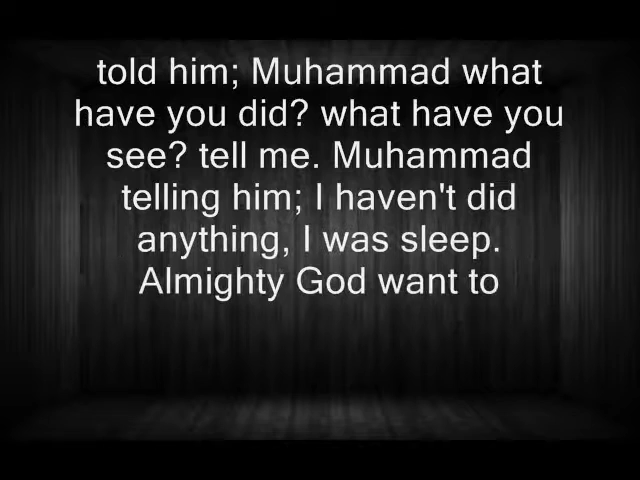 told him; Muhammad what
have you did? what have you
see? tell me. Muhammad
telling him; I haven't did
anything, I was sleep.
Almighty God want to